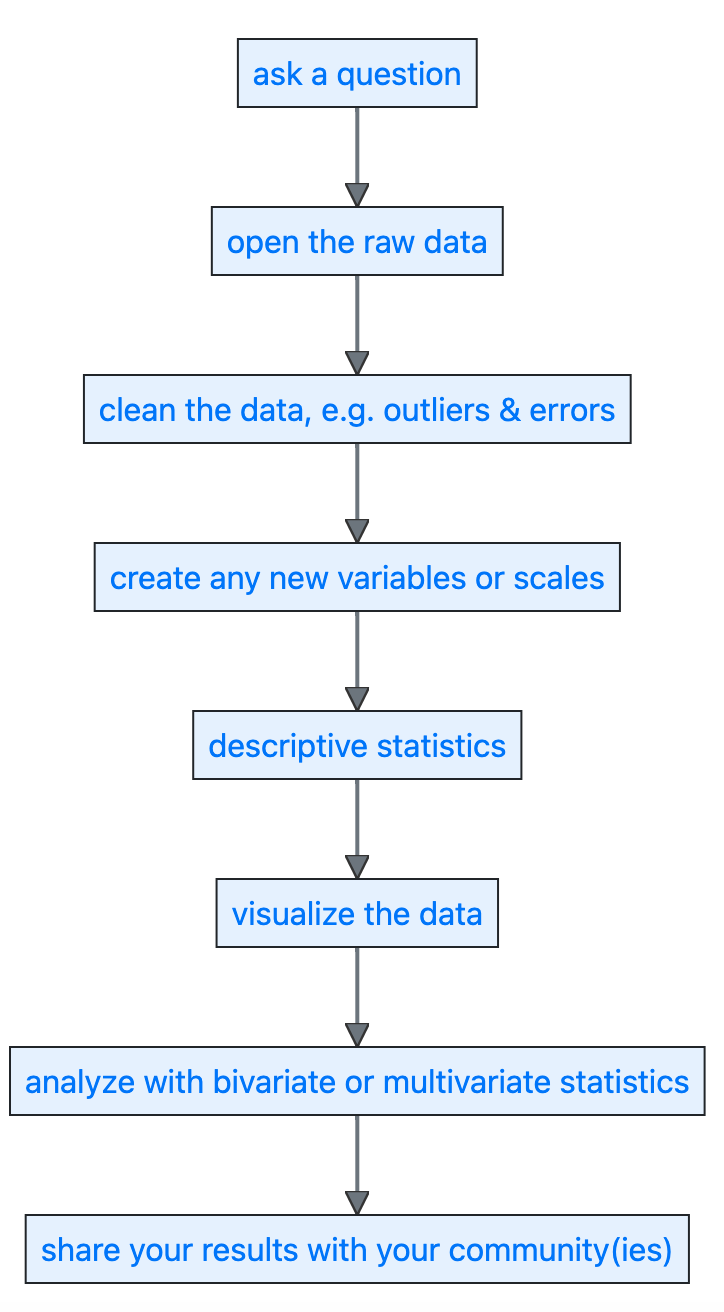 ask a question
open the raw data
clean the data, e.g. outliers & errors
create any new variables or scales
descriptive statistics
visualize the data
analyze with bivariate or multivariate statistics
share your results with your community(ies)